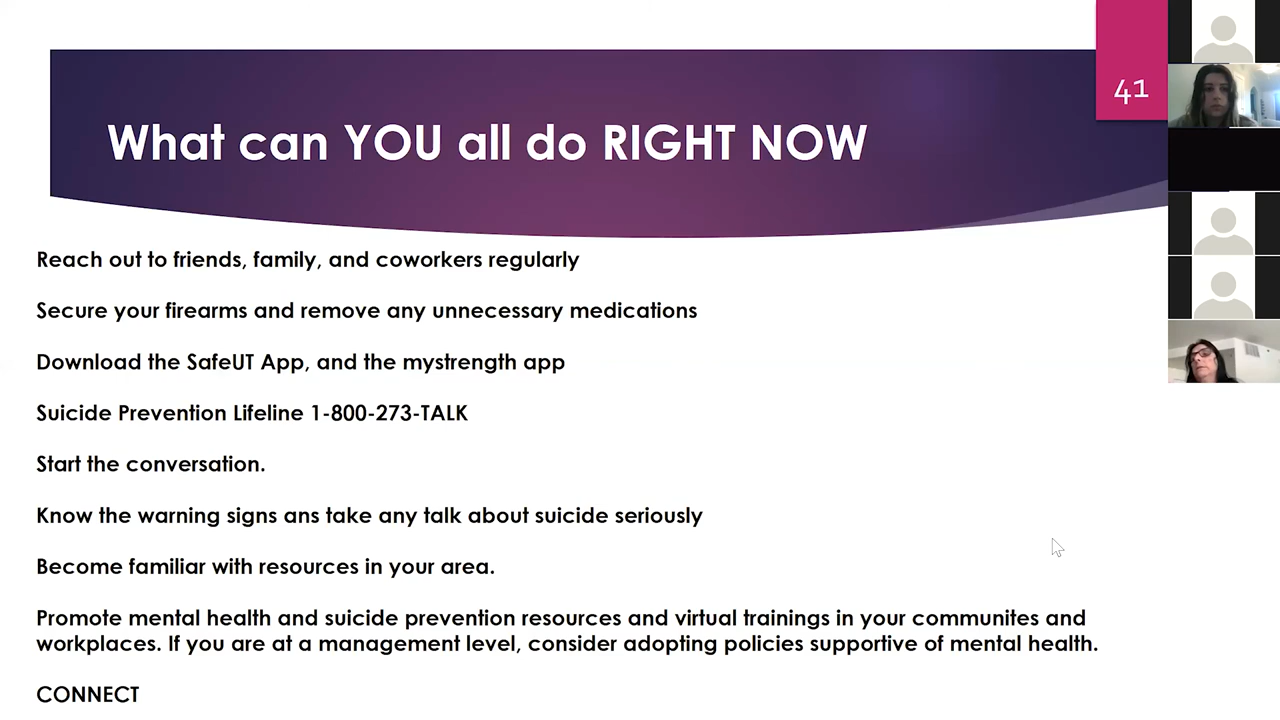 41
What can YOU all do RIGHT NOW
Reach out to friends, family, and coworkers regularly
Secure your firearms and remove any unnecessary medications
Download the SafeUT App, and the mystrength app
Suicide Prevention Lifeline 1-800-273-TALK
Start the conversation.
Know the warning signs ans take any talk about suicide seriously
Become familiar with resources in your area.
Promote mental health and suicide prevention resources and virtual trainings in your communites and
workplaces. If you are at a management level, consider adopting policies supportive of mental health.
CONNECT